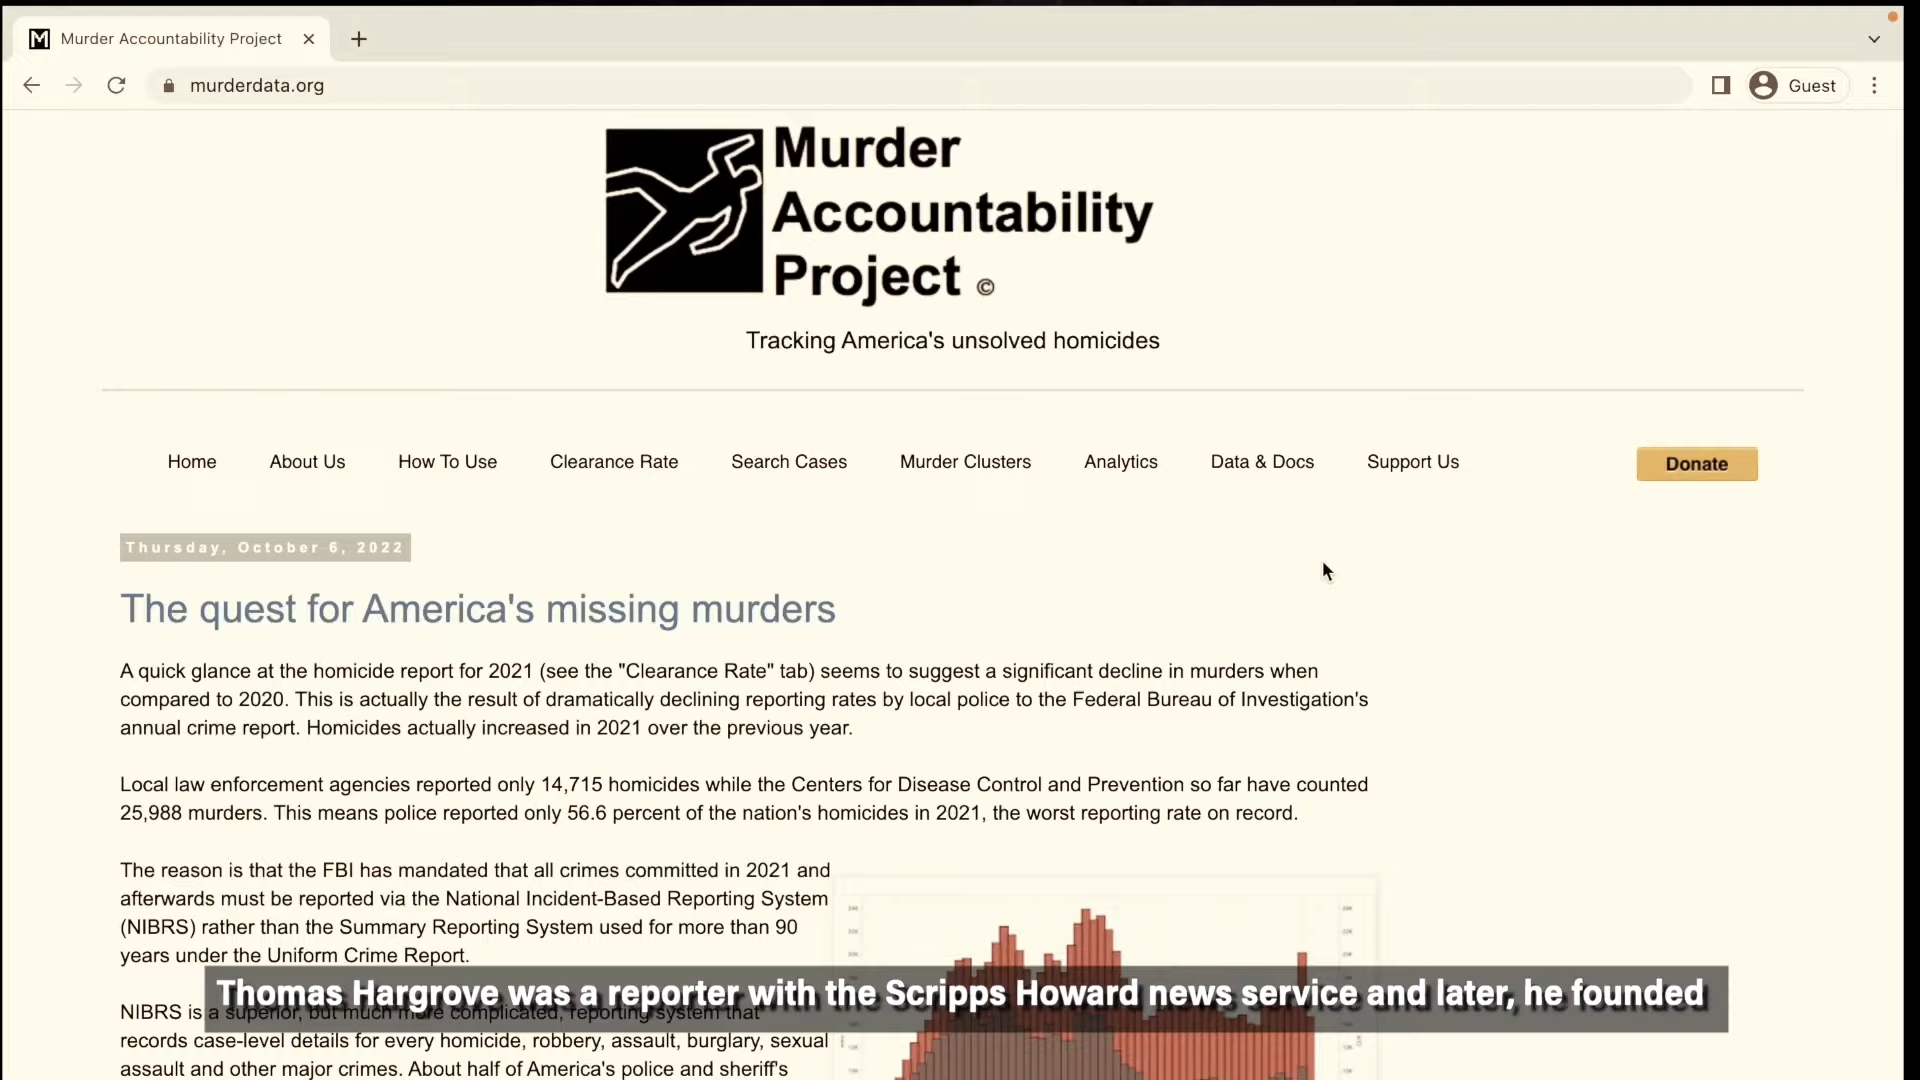 Murder Accountability Project
murderdata.org
Guest
Murder
Accountability
Project ©
Tracking America's unsolved homicides
Home About Us How To Use Clearance Rate Search Cases Murder Clusters Analytics Data & Docs Support Us Donate
Thursday, October 6, 2022
The quest for America's missing murders
A quick glance at the homicide report for 2021 (see the "Clearance Rate" tab) seems to suggest a significant decline in murders when
compared to 2020. This is actually the result of dramatically declining reporting rates by local police to the Federal Bureau of Investigation's
annual crime report. Homicides actually increased in 2021 over the previous year.
Local law enforcement agencies reported only 14,715 homicides while the Centers for Disease Control and Prevention so far have counted
25,988 murders. This means police reported only 56.6 percent of the nation's homicides in 2021, the worst reporting rate on record.
The reason is that the FBI has mandated that all crimes committed in 2021 and
afterwards must be reported via the National Incident-Based Reporting System
(NIBRS) rather than the Summary Reporting System used for more than 90
years under the Uniform Crime Report.
Thomas Hargrove was a reporter with the Scripps Howard news service and later, he founded
NIBRS is a superior, but much more complicated, reporting system that
records case-level details for every homicide, robbery, assault, burglary, sexual
assault and other major crimes. About half of America's police and sheriff's